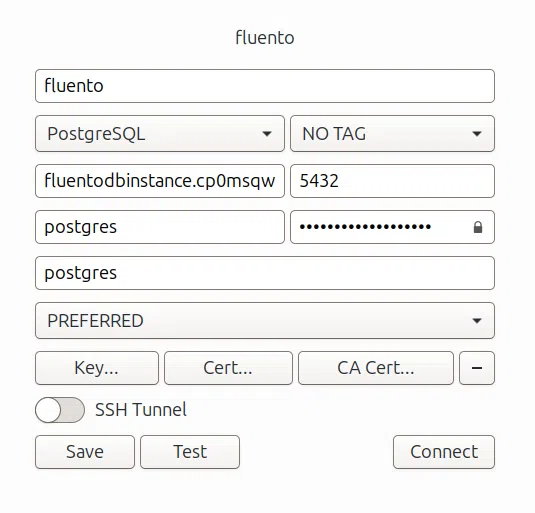 fluento
fluento
PostgreSQL NO TAG
fluentodbinstance.cp0msqw 5432
postgres •••••••••••••••••••
postgres
PREFERRED
Key... Cert... CA Cert... −
SSH Tunnel
Save Test Connect